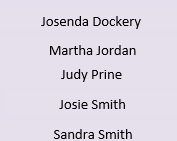 Josenda Dockery
Martha Jordan
Judy Prine
Josie Smith
Sandra Smith